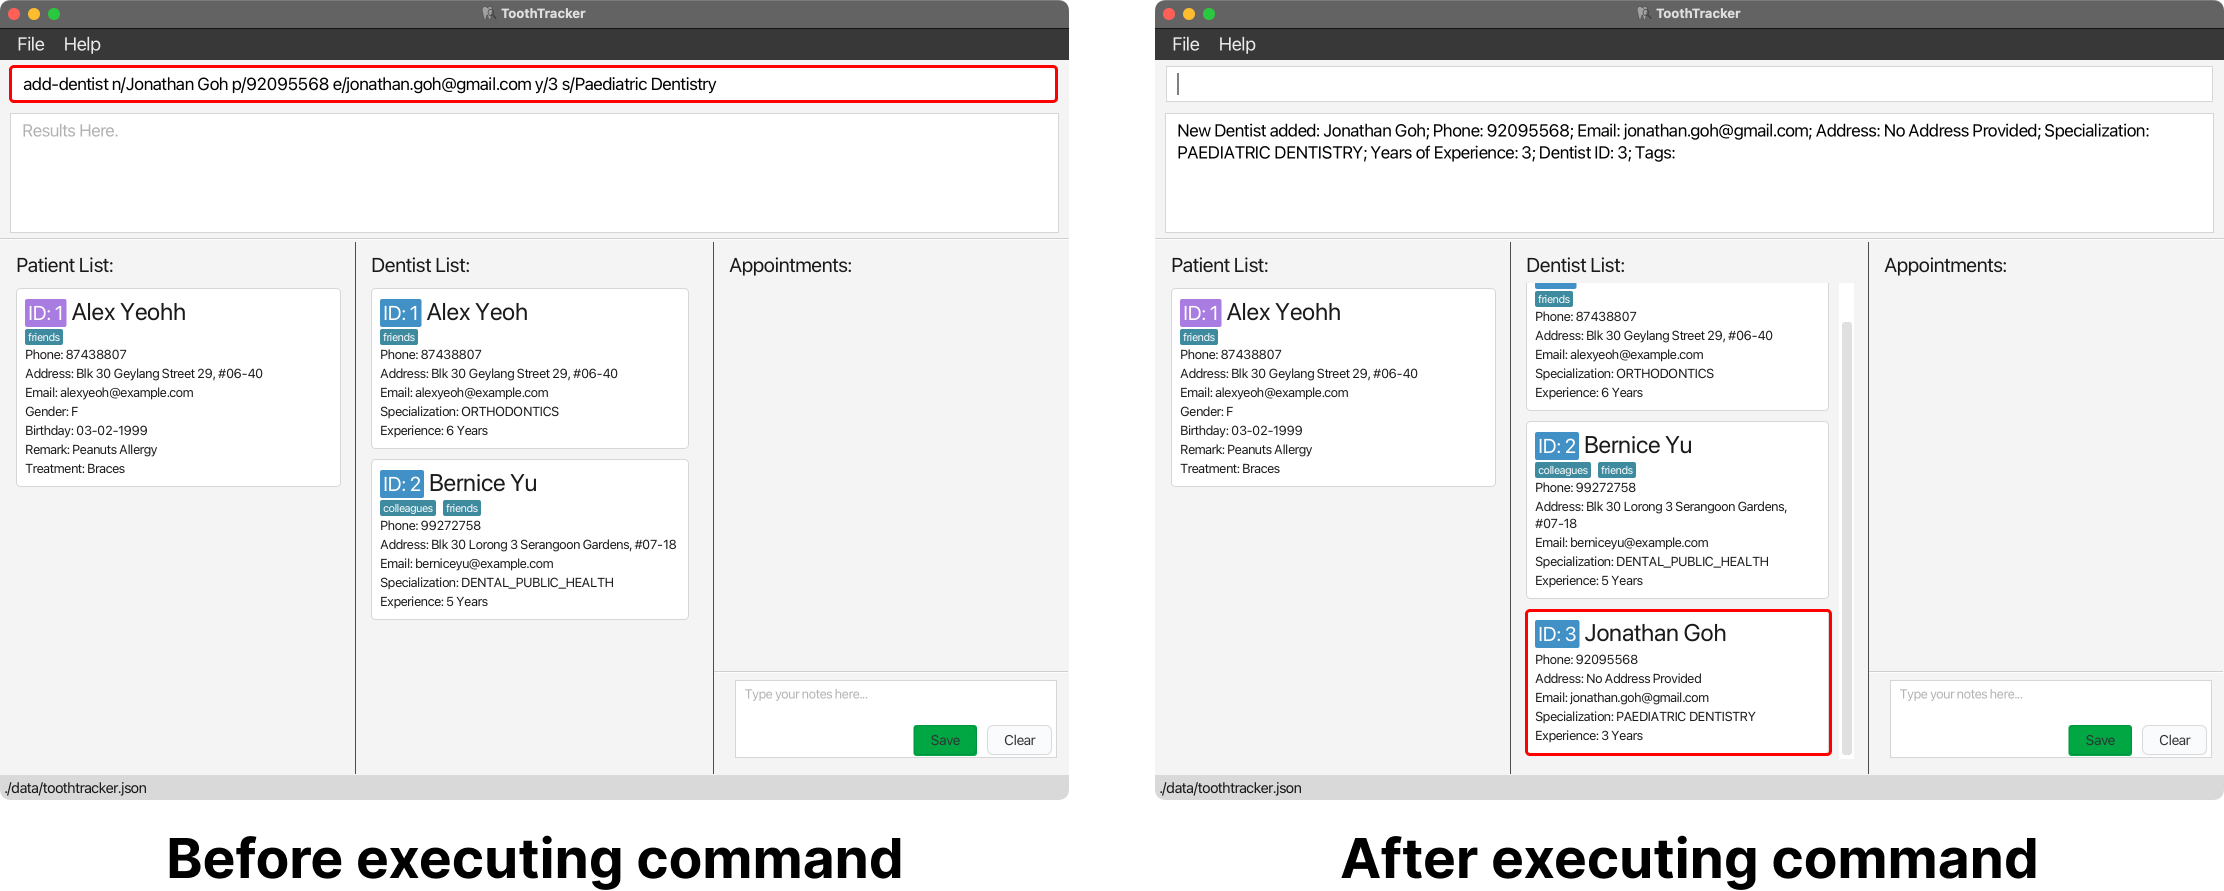 ToothTracker
File Help
add-dentist n/Jonathan Goh p/92095568 e/jonathan.goh@gmail.com y/3 s/Paediatric Dentistry
Results Here.
Patient List:
ID: 1 Alex Yeohh
friends
Phone: 87438807
Address: Blk 30 Geylang Street 29, #06-40
Email: alexyeoh@example.com
Gender: F
Birthday: 03-02-1999
Remark: Peanuts Allergy
Treatment: Braces
Dentist List:
ID: 1 Alex Yeoh
friends
Phone: 87438807
Address: Blk 30 Geylang Street 29, #06-40
Email: alexyeoh@example.com
Specialization: ORTHODONTICS
Experience: 6 Years
ID: 2 Bernice Yu
colleagues friends
Phone: 99272758
Address: Blk 30 Lorong 3 Serangoon Gardens, #07-18
Email: berniceyu@example.com
Specialization: DENTAL_PUBLIC_HEALTH
Experience: 5 Years
Appointments:
Type your notes here...
Save Clear
./data/toothtracker.json
Before executing command
ToothTracker
File Help
New Dentist added: Jonathan Goh; Phone: 92095568; Email: jonathan.goh@gmail.com; Address: No Address Provided; Specialization:
PAEDIATRIC DENTISTRY; Years of Experience: 3; Dentist ID: 3; Tags:
Patient List:
ID: 1 Alex Yeohh
friends
Phone: 87438807
Address: Blk 30 Geylang Street 29, #06-40
Email: alexyeoh@example.com
Gender: F
Birthday: 03-02-1999
Remark: Peanuts Allergy
Treatment: Braces
Dentist List:
friends
Phone: 87438807
Address: Blk 30 Geylang Street 29, #06-40
Email: alexyeoh@example.com
Specialization: ORTHODONTICS
Experience: 6 Years
ID: 2 Bernice Yu
colleagues friends
Phone: 99272758
Address: Blk 30 Lorong 3 Serangoon Gardens,
#07-18
Email: berniceyu@example.com
Specialization: DENTAL_PUBLIC_HEALTH
Experience: 5 Years
ID: 3 Jonathan Goh
Phone: 92095568
Address: No Address Provided
Email: jonathan.goh@gmail.com
Specialization: PAEDIATRIC DENTISTRY
Experience: 3 Years
Appointments:
Type your notes here...
Save Clear
./data/toothtracker.json
After executing command